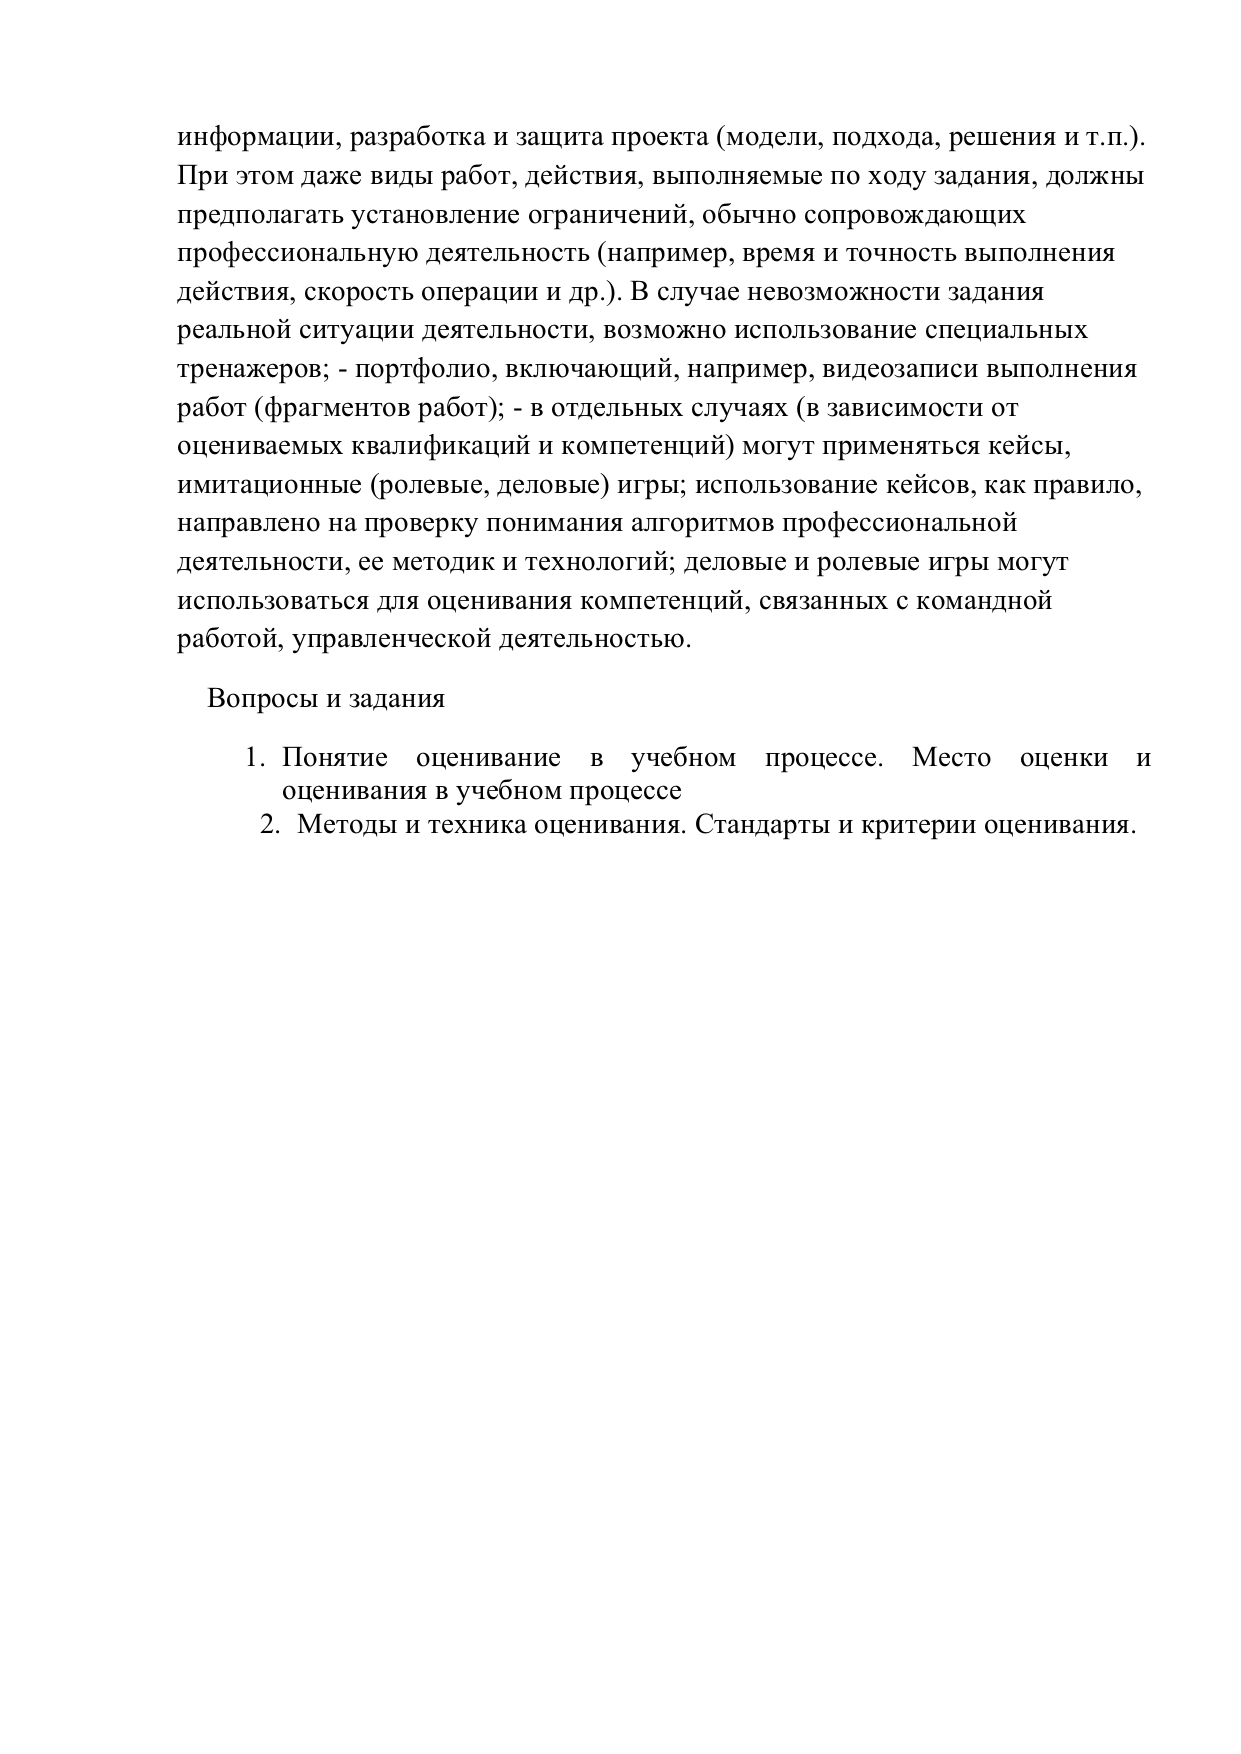 информации, разработка и защита проекта (модели, подхода, решения и т.п.).
При этом даже виды работ, действия, выполняемые по ходу задания, должны
предполагать установление ограничений, обычно сопровождающих
профессиональную деятельность (например, время и точность выполнения
действия, скорость операции и др.). В случае невозможности задания
реальной ситуации деятельности, возможно использование специальных
тренажеров; - портфолио, включающий, например, видеозаписи выполнения
работ (фрагментов работ); - в отдельных случаях (в зависимости от
оцениваемых квалификаций и компетенций) могут применяться кейсы,
имитационные (ролевые, деловые) игры; использование кейсов, как правило,
направлено на проверку понимания алгоритмов профессиональной
деятельности, ее методик и технологий; деловые и ролевые игры могут
использоваться для оценивания компетенций, связанных с командной
работой, управленческой деятельностью.
Вопросы и задания
1. Понятие оценивание в учебном процессе. Место оценки и
оценивания в учебном процессе
2. Методы и техника оценивания. Стандарты и критерии оценивания.